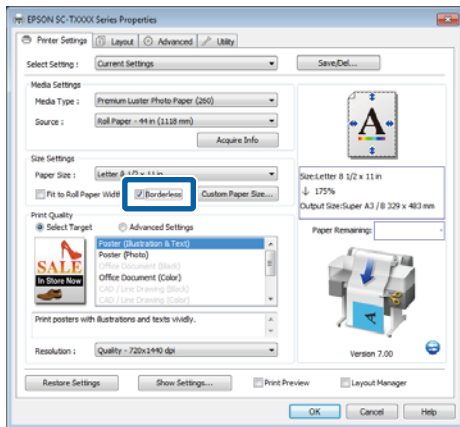 EPSON SC-TXXXX Series Properties
Printer Settings Layout Advanced Utility
Select Setting : Current Settings Save/Del...
Media Settings
Media Type : Premium Luster Photo Paper (260)
Source : Roll Paper - 44 in (1118 mm)
Acquire Info
A
Size Settings
Paper Size : Letter 8 1/2 x 11 in
Fit to Roll Paper Width Borderless Custom Paper Size...
Size:Letter 8 1/2 x 11 in
175%
Output Size:Super A3 / B 329 x 483 mm
Print Quality
Select Target Advanced Settings
Paper Remaining: -
SALE
In Store Now
Poster (Illustration & Text)
Poster (Photo)
Office Document (Black)
Office Document (Color)
CAD / Line Drawing (Black)
CAD / Line Drawing (Color)
Print posters with illustrations and texts vividly.
Resolution : Quality - 720x1440 dpi
A
Version 7.00
Restore Settings Show Settings... Print Preview Layout Manager
OK Cancel Help